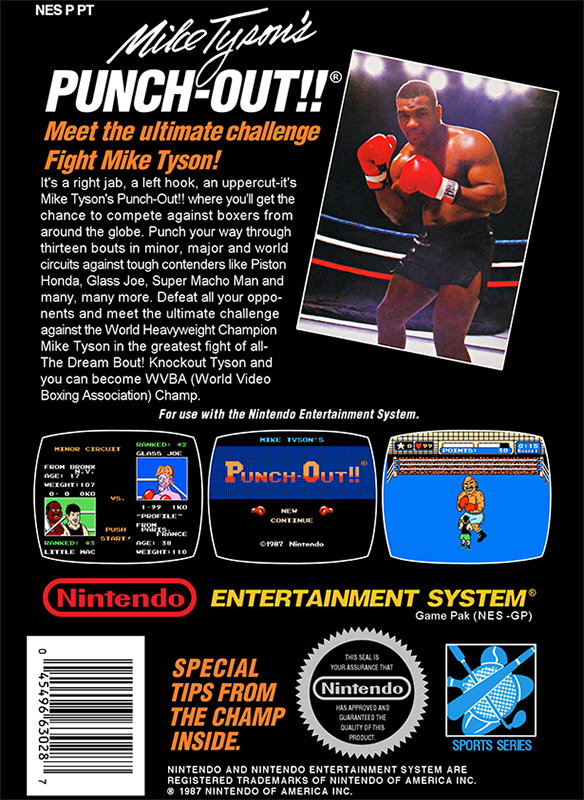 NES P PT
Mike Tyson's
PUNCH-OUT!!®
Meet the ultimate challenge
Fight Mike Tyson!
It's a right jab, a left hook, an uppercut-it's
Mike Tyson's Punch-Out!! where you'll get the
chance to compete against boxers from
around the globe. Punch your way through
thirteen bouts in minor, major and world
circuits against tough contenders like Piston
Honda, Glass Joe, Super Macho Man and
many, many more. Defeat all your oppo-
nents and meet the ultimate challenge
against the World Heavyweight Champion
Mike Tyson in the greatest fight of all-
The Dream Bout! Knockout Tyson and
you can become WVBA (World Video
Boxing Association) Champ.
For use with the Nintendo Entertainment System.
MINOR CIRCUIT
RANKED: #2
GLASS JOE
FROM BRONX
N.Y.
AGE: 17
WEIGHT:107
0- 0 0KO
VS.
1-99 1KO
"PROFILE"
FROM
PARIS,
FRANCE
PUSH
START!
RANKED: #3
LITTLE MAC
AGE: 38
WEIGHT:110
MIKE TYSON'S
PUNCH-OUT!!®
NEW
CONTINUE
©1987 Nintendo
0 99
POINTS: 30
0:15
Nintendo ENTERTAINMENT SYSTEM®
Game Pak (NES -GP)
0 45496 63028 7
SPECIAL
TIPS FROM
THE CHAMP
INSIDE.
THIS SEAL IS
YOUR ASSURANCE THAT
Nintendo
HAS APPROVED AND
GUARANTEED THE
QUALITY OF THIS
PRODUCT.
SPORTS SERIES
NINTENDO AND NINTENDO ENTERTAINMENT SYSTEM ARE
REGISTERED TRADEMARKS OF NINTENDO OF AMERICA INC.
® 1987 NINTENDO OF AMERICA INC.